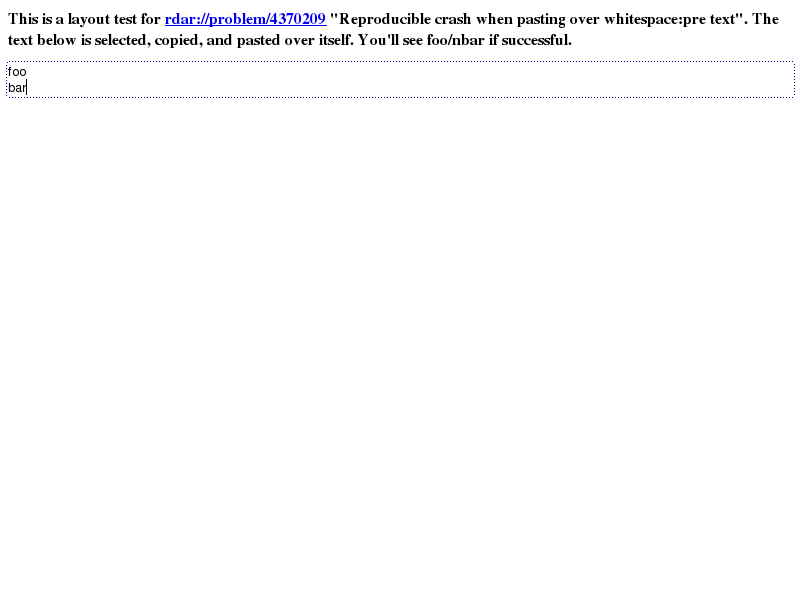 This is a layout test for rdar://problem/4370209 "Reproducible crash when pasting over whitespace:pre text". The
text below is selected, copied, and pasted over itself. You'll see foo/nbar if successful.
foo
bar